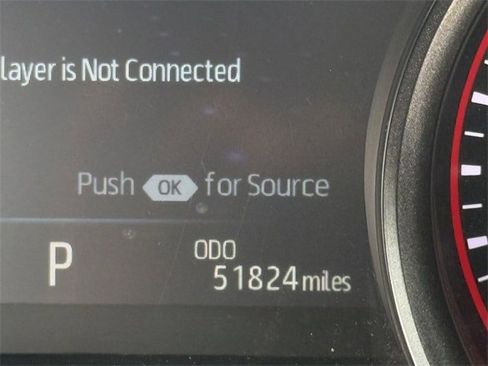 layer is Not Connected
Push OK for Source
P
ODO
51824 miles